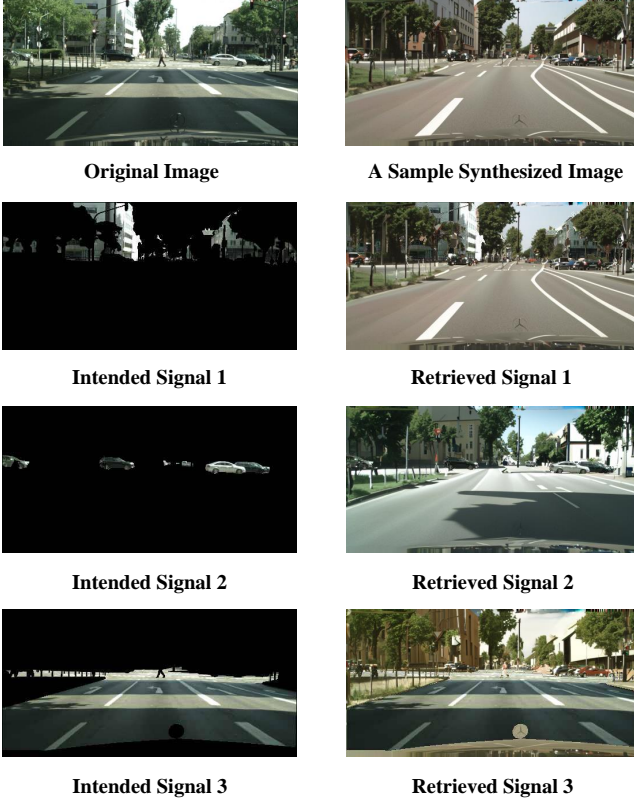 Original Image
A Sample Synthesized Image
Intended Signal 1
Retrieved Signal 1
Intended Signal 2
Retrieved Signal 2
Intended Signal 3
Retrieved Signal 3